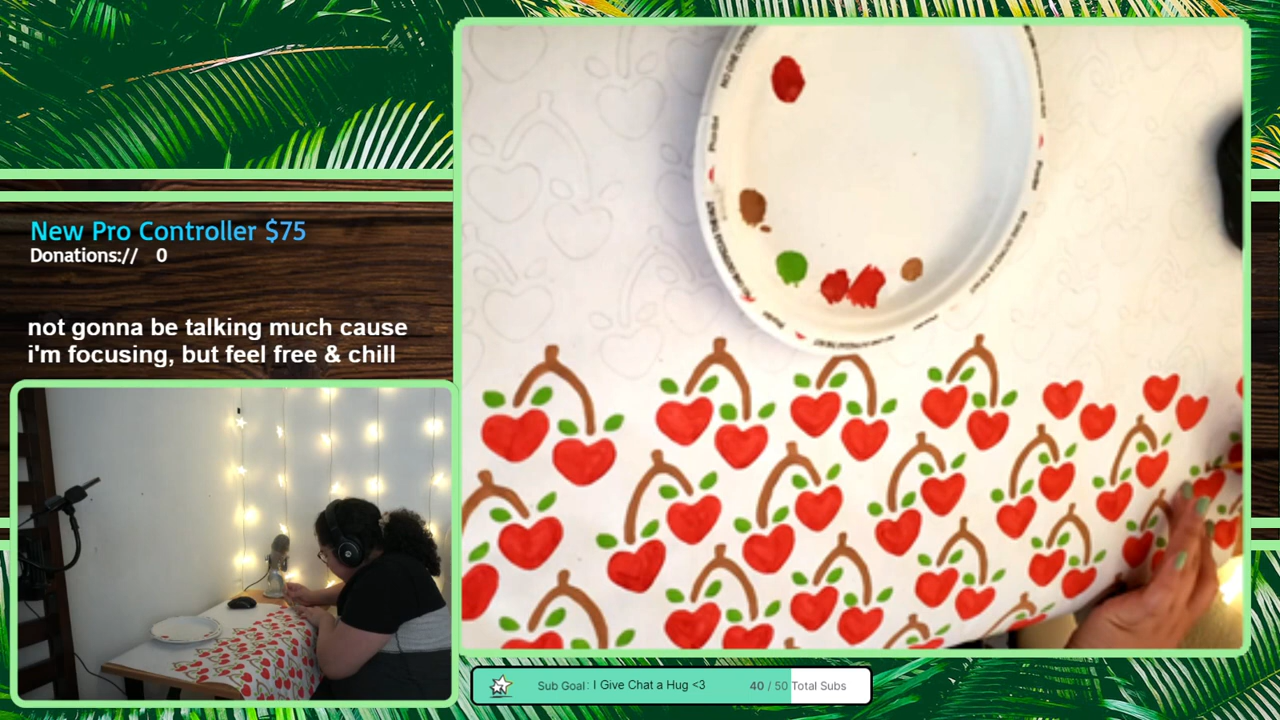 New Pro Controller $75
Donations:// 0
not gonna be talking much cause
i'm focusing, but feel free & chill
Sub Goal: I Give Chat a Hug <3 40 / 50 Total Subs